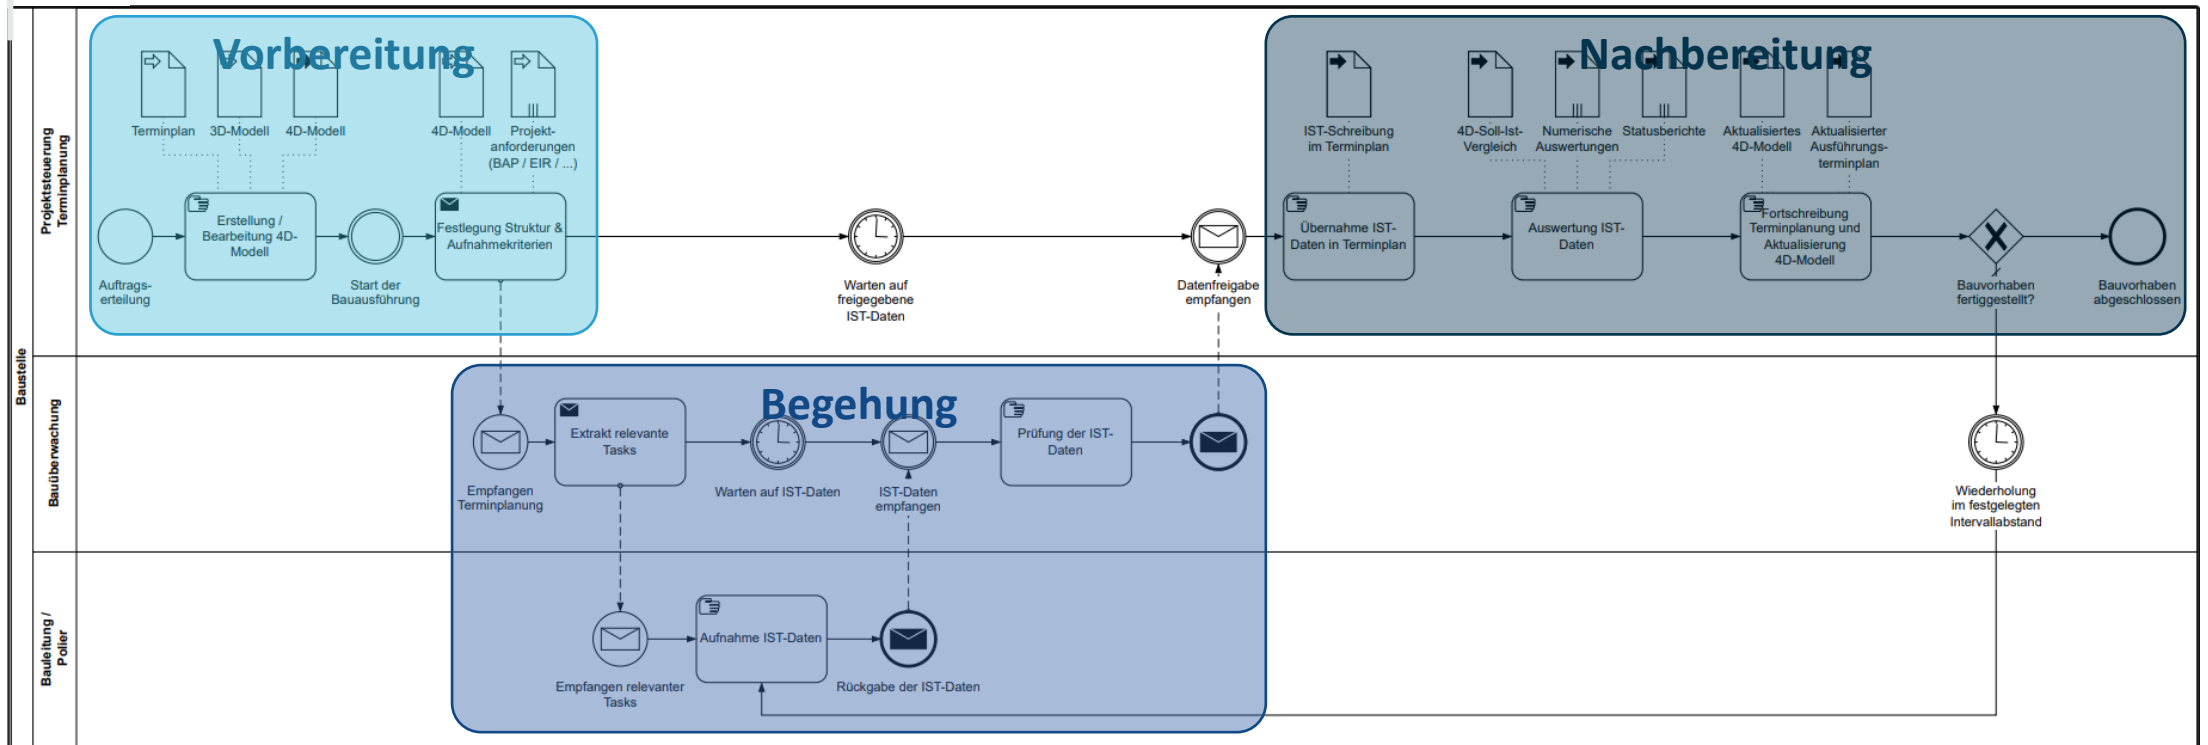 Baustelle
Projektsteuerung
Terminplanung
Vorbereitung
Terminplan
3D-Modell
4D-Modell
4D-Modell
Projekt-
anforderungen
(BAP / EIR / ...)
Auftrags-
erteilung
Erstellung /
Bearbeitung 4D-
Modell
Start der
Bauausführung
Festlegung Struktur &
Aufnahmekriterien
Warten auf
freigegebene
IST-Daten
Datenfreigabe
empfangen
Nachbereitung
IST-Schreibung
im Terminplan
4D-Soll-Ist-
Vergleich
Numerische
Auswertungen
Statusberichte
Aktualisiertes
4D-Modell
Aktualisierter
Ausführungs-
terminplan
Übernahme IST-
Daten in Terminplan
Auswertung IST-
Daten
Fortschreibung
Terminplanung und
Aktualisierung
4D-Modell
Bauvorhaben
fertiggestellt?
Bauvorhaben
abgeschlossen
Bauüberwachung
Begehung
Empfangen
Terminplanung
Extrakt relevante
Tasks
Warten auf IST-Daten
IST-Daten
empfangen
Prüfung der IST-
Daten
Wiederholung
im festgelegten
Intervallabstand
Bauleitung /
Polier
Empfangen relevanter
Tasks
Aufnahme IST-Daten
Rückgabe der IST-Daten